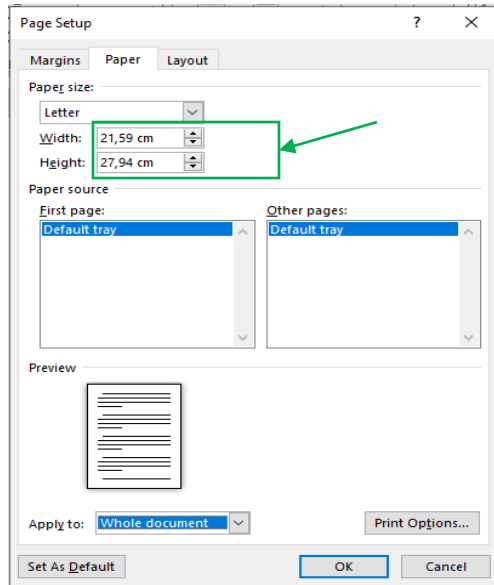 Page Setup ? ×
Margins Paper Layout
Paper size:
Letter
Width: 21,59 cm
Height: 27,94 cm
Paper source
First page: Other pages:
Default tray Default tray
Preview
Apply to: Whole document Print Options...
Set As Default OK Cancel